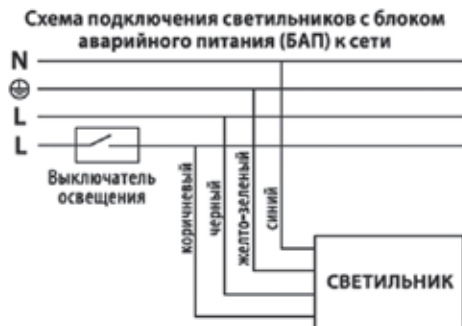 Схема подключения светильников с блоком
аварийного питания (БАП) к сети
N
L
L
Выключатель
освещения
коричневый
черный
желто-зеленый
синий
СВЕТИЛЬНИК